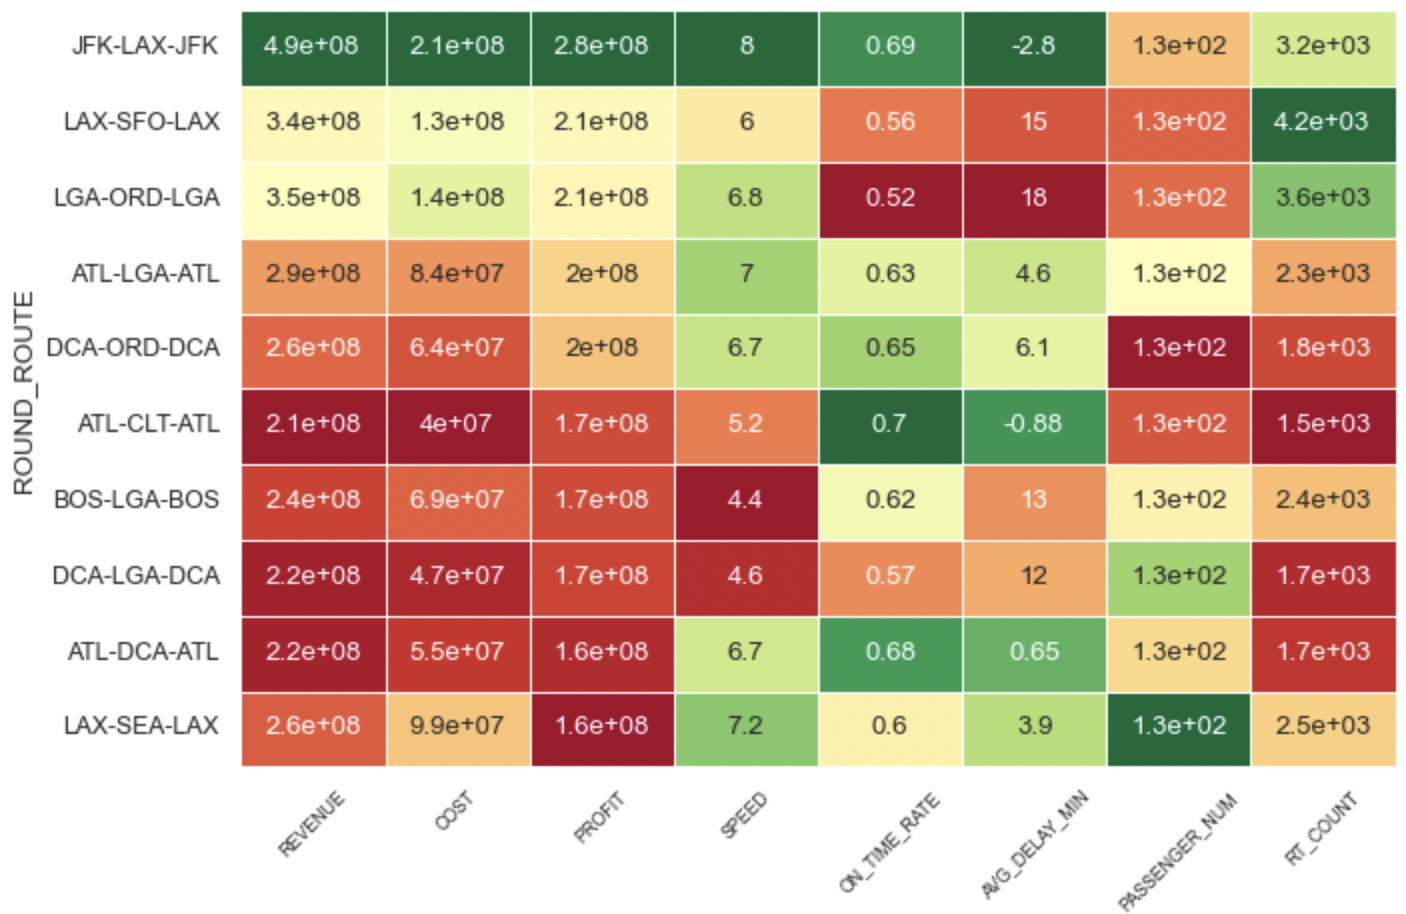 JFK-LAX-JFK 4.9e+08 2.1e+08 2.8e+08 8 0.69 -2.8 1.3e+02 3.2e+03
LAX-SFO-LAX 3.4e+08 1.3e+08 2.1e+08 6 0.56 15 1.3e+02 4.2e+03
LGA-ORD-LGA 3.5e+08 1.4e+08 2.1e+08 6.8 0.52 18 1.3e+02 3.6e+03
ATL-LGA-ATL 2.9e+08 8.4e+07 2e+08 7 0.63 4.6 1.3e+02 2.3e+03
DCA-ORD-DCA 2.6e+08 6.4e+07 2e+08 6.7 0.65 6.1 1.3e+02 1.8e+03
ATL-CLT-ATL 2.1e+08 4e+07 1.7e+08 5.2 0.7 -0.88 1.3e+02 1.5e+03
BOS-LGA-BOS 2.4e+08 6.9e+07 1.7e+08 4.4 0.62 13 1.3e+02 2.4e+03
DCA-LGA-DCA 2.2e+08 4.7e+07 1.7e+08 4.6 0.57 12 1.3e+02 1.7e+03
ATL-DCA-ATL 2.2e+08 5.5e+07 1.6e+08 6.7 0.68 0.65 1.3e+02 1.7e+03
LAX-SEA-LAX 2.6e+08 9.9e+07 1.6e+08 7.2 0.6 3.9 1.3e+02 2.5e+03
ROUND_ROUTE
REVENUE COST PROFIT SPEED ON_TIME_RATE AVG_DELAY_MIN PASSENGER_NUM RT_COUNT